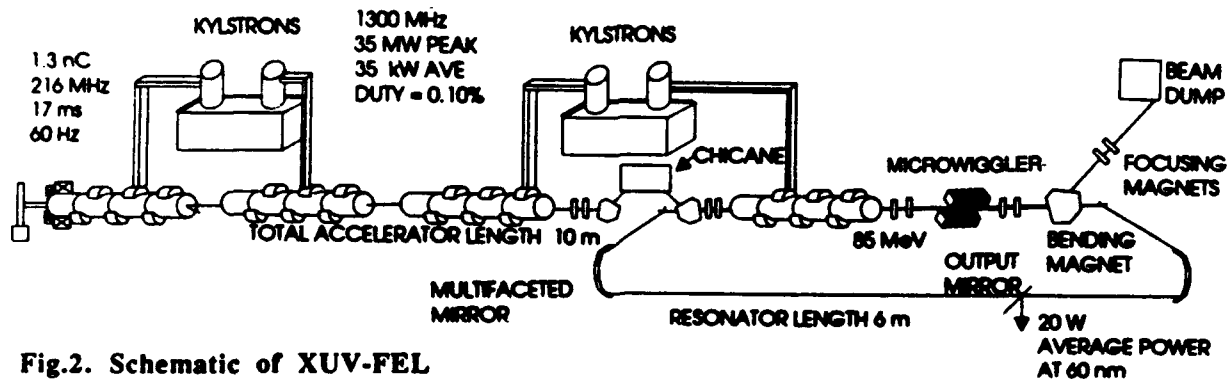 KYLSTRONS
1300 MHz
35 MW PEAK
35 KW AVE
DUTY = 0.10%
KYLSTRONS
1.3 nC
216 MHz
17 ms
60 Hz
BEAM
DUMP
CHICANE
MICROWIGGLER
FOCUSING
MAGNETS
TOTAL ACCELERATOR LENGTH 10 m
85 MeV
BENDING
MAGNET
MULTIFACETED
MIRROR
OUTPUT
MIRROR
RESONATOR LENGTH 6 m
20 W
AVERAGE POWER
AT 60 nm
Fig.2. Schematic of XUV-FEL